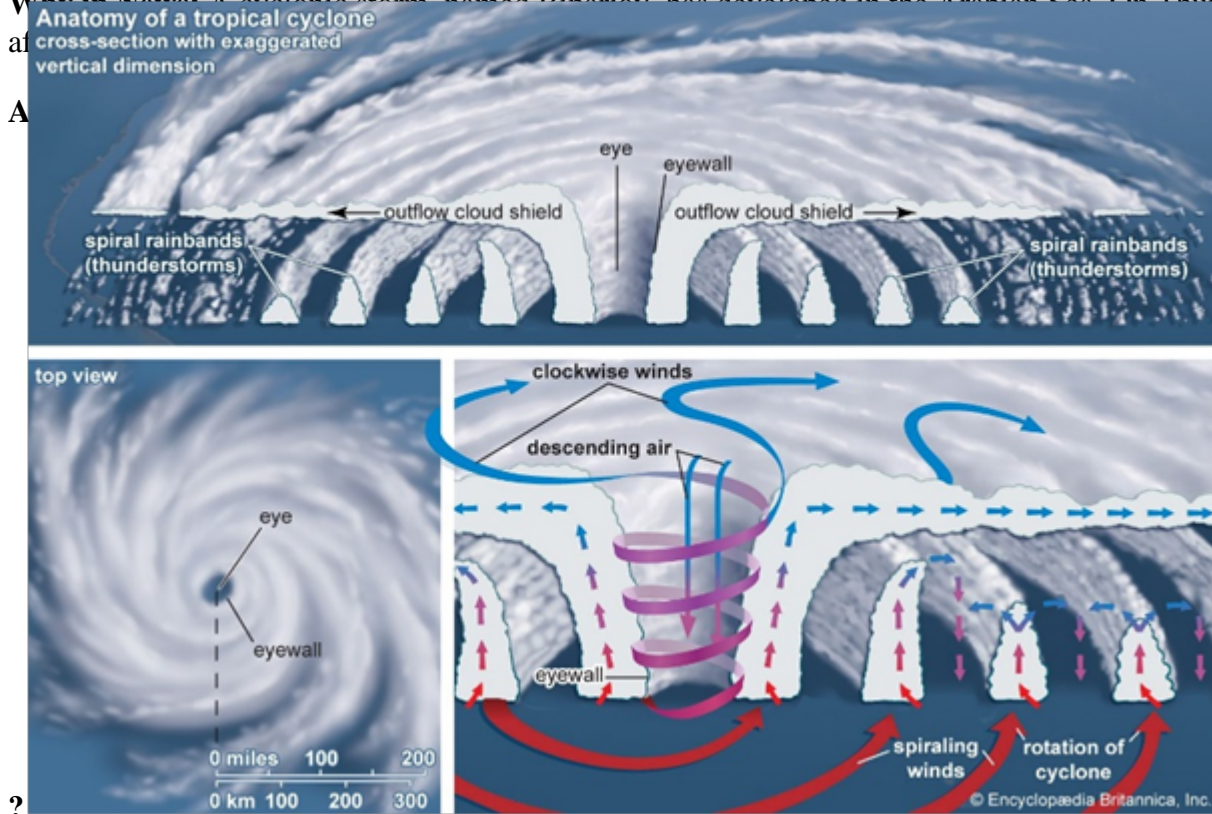 Anatomy of a tropical cyclone
cross-section with exaggerated
vertical dimension
af
A
eye
eyewall
outflow cloud shield
outflow cloud shield
spiral rainbands
(thunderstorms)
spiral rainbands
(thunderstorms)
top view
eye
eyewall
0 miles 100 200
0 km 100 200 300
clockwise winds
descending air
eyewall
spiraling
winds
rotation of
cyclone
© Encyclopædia Britannica, Inc.
?